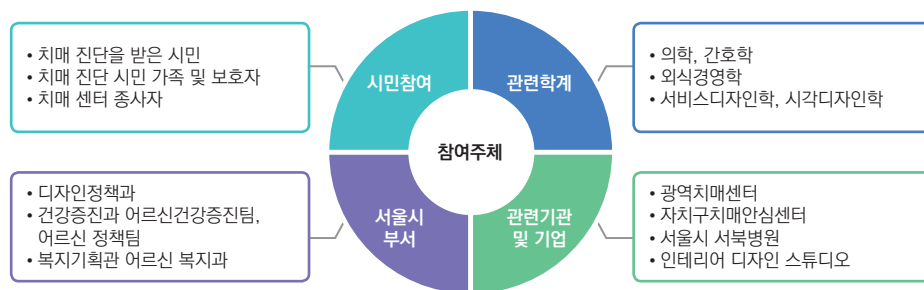 • 치매 진단을 받은 시민
• 치매 진단 시민 가족 및 보호자
• 치매 센터 종사자
시민참여
관련학계
• 의학, 간호학
• 외식경영학
• 서비스디자인학, 시각디자인학
참여주체
• 디자인정책과
• 건강증진과 어르신건강증진팀,
어르신 정책팀
• 복지기획관 어르신 복지과
서울시
부서
관련기관
및 기업
• 광역치매센터
• 자치구치매안심센터
• 서울시 서북병원
• 인테리어 디자인 스튜디오